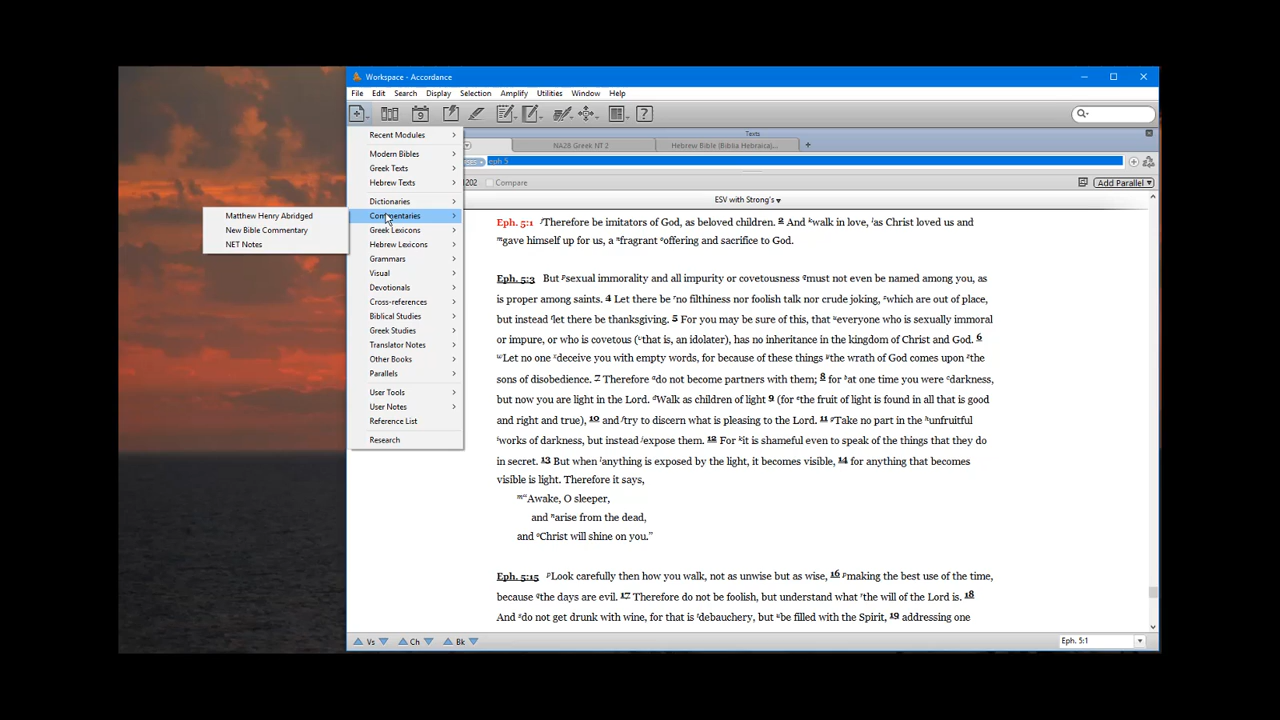 Workspace - Accordance
File Edit Search Display Selection Amplify Utilities Window Help
9
?
Texts
NA28 Greek NT 2
Hebrew Bible (Biblia Hebraica)...
+
eph 5
202
Compare
Add Parallel
ESV with Strong's
Recent Modules
Modern Bibles
Greek Texts
Hebrew Texts
Dictionaries
Commentaries
Greek Lexicons
Hebrew Lexicons
Grammars
Visual
Devotionals
Cross-references
Biblical Studies
Greek Studies
Translator Notes
Other Books
Parallels
User Tools
User Notes
Reference List
Research
Matthew Henry Abridged
New Bible Commentary
NET Notes
Eph. 5:1 Therefore be imitators of God, as beloved children. 2 And walk in love, as Christ loved us and
gave himself up for us, a fragrant offering and sacrifice to God.
Eph. 5:3 But sexual immorality and all impurity or covetousness must not even be named among you, as
is proper among saints. 4 Let there be no filthiness nor foolish talk nor crude joking, which are out of place,
but instead let there be thanksgiving. 5 For you may be sure of this, that everyone who is sexually immoral
or impure, or who is covetous (that is, an idolater), has no inheritance in the kingdom of Christ and God. 6
Let no one deceive you with empty words, for because of these things the wrath of God comes upon the
sons of disobedience. 7 Therefore do not become partners with them; 8 for at one time you were darkness,
but now you are light in the Lord. Walk as children of light 9 (for the fruit of light is found in all that is good
and right and true), 10 and try to discern what is pleasing to the Lord. 11 Take no part in the unfruitful
works of darkness, but instead expose them. 12 For it is shameful even to speak of the things that they do
in secret. 13 But when anything is exposed by the light, it becomes visible, 14 for anything that becomes
visible is light. Therefore it says,
“Awake, O sleeper,
and arise from the dead,
and Christ will shine on you.”
Eph. 5:15 Look carefully then how you walk, not as unwise but as wise, 16 making the best use of the time,
because the days are evil. 17 Therefore do not be foolish, but understand what the will of the Lord is. 18
And do not get drunk with wine, for that is debauchery, but be filled with the Spirit, 19 addressing one
Vs Ch Bk
Eph. 5:1